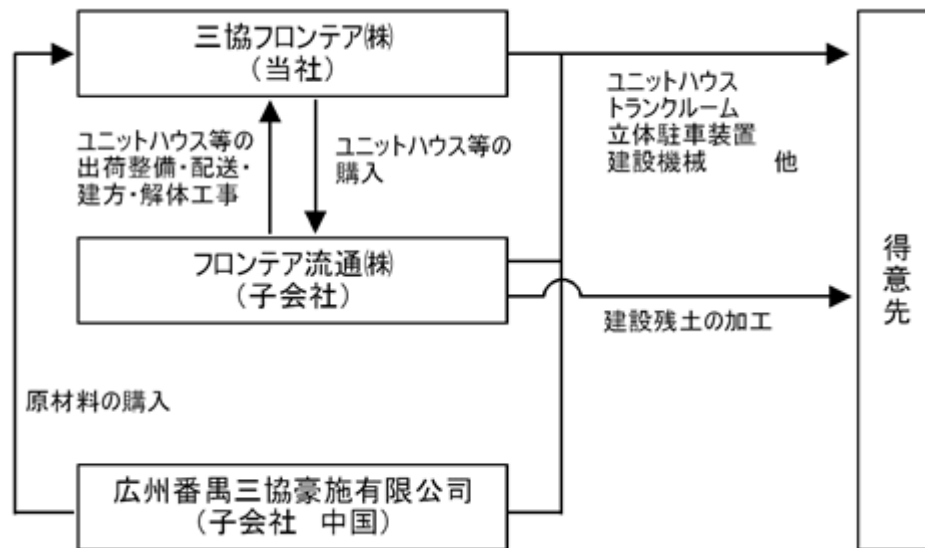 三協フロンテア㈱
（当社）
ユニットハウス等の
出荷整備・配送・
建方・解体工事
ユニットハウス等の
購入
ユニットハウス
トランクルーム
立体駐車装置
建設機械　　他
フロンテア流通㈱
（子会社）
建設残土の加工
得意先
原材料の購入
広州番禺三協豪施有限公司
（子会社　中国）